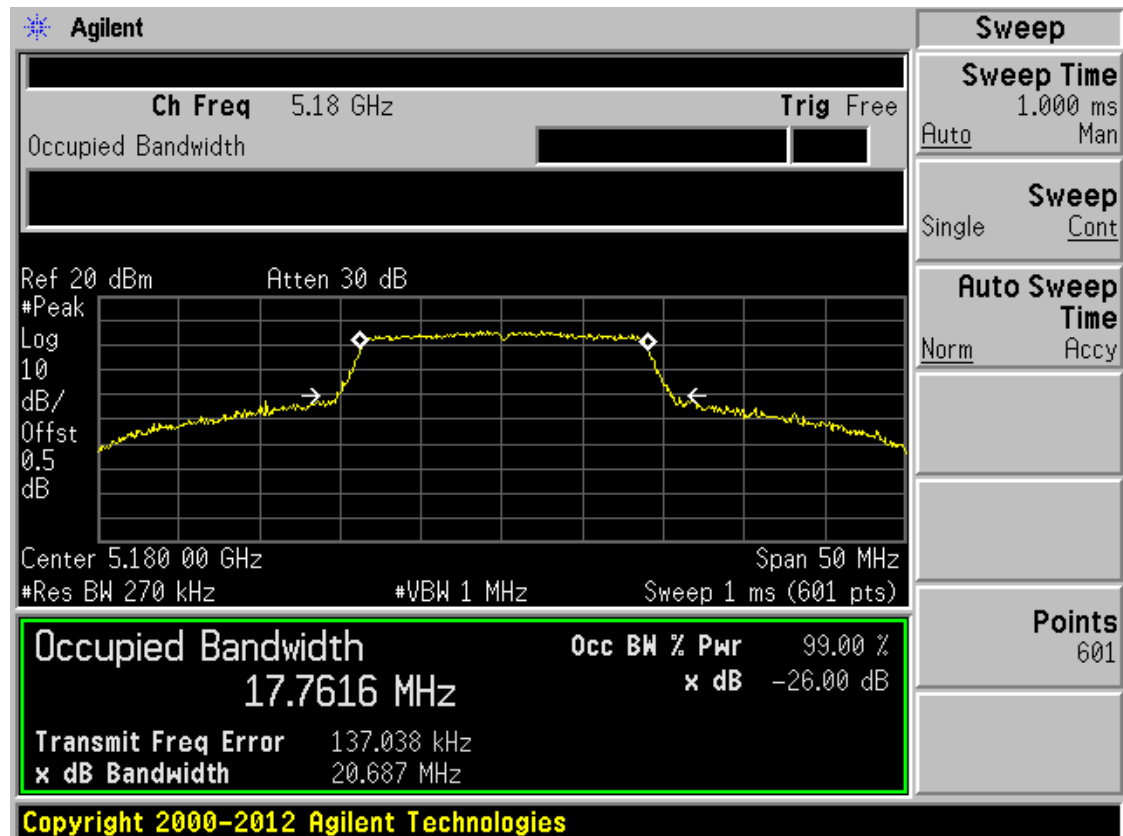 Agilent
Sweep
Ch Freq 5.18 GHz Trig Free
Occupied Bandwidth
Sweep Time
1.000 ms
Auto Man
Sweep
Single Cont
Auto Sweep
Time
Norm Accy
Points
601
Ref 20 dBm Atten 30 dB
#Peak
Log
10
dB/
Offst
0.5
dB
Center 5.180 00 GHz Span 50 MHz
#Res BW 270 kHz #VBW 1 MHz Sweep 1 ms (601 pts)
Occupied Bandwidth Occ BW % Pwr 99.00 %
17.7616 MHz x dB -26.00 dB
Transmit Freq Error 137.038 kHz
x dB Bandwidth 20.687 MHz
Copyright 2000-2012 Agilent Technologies